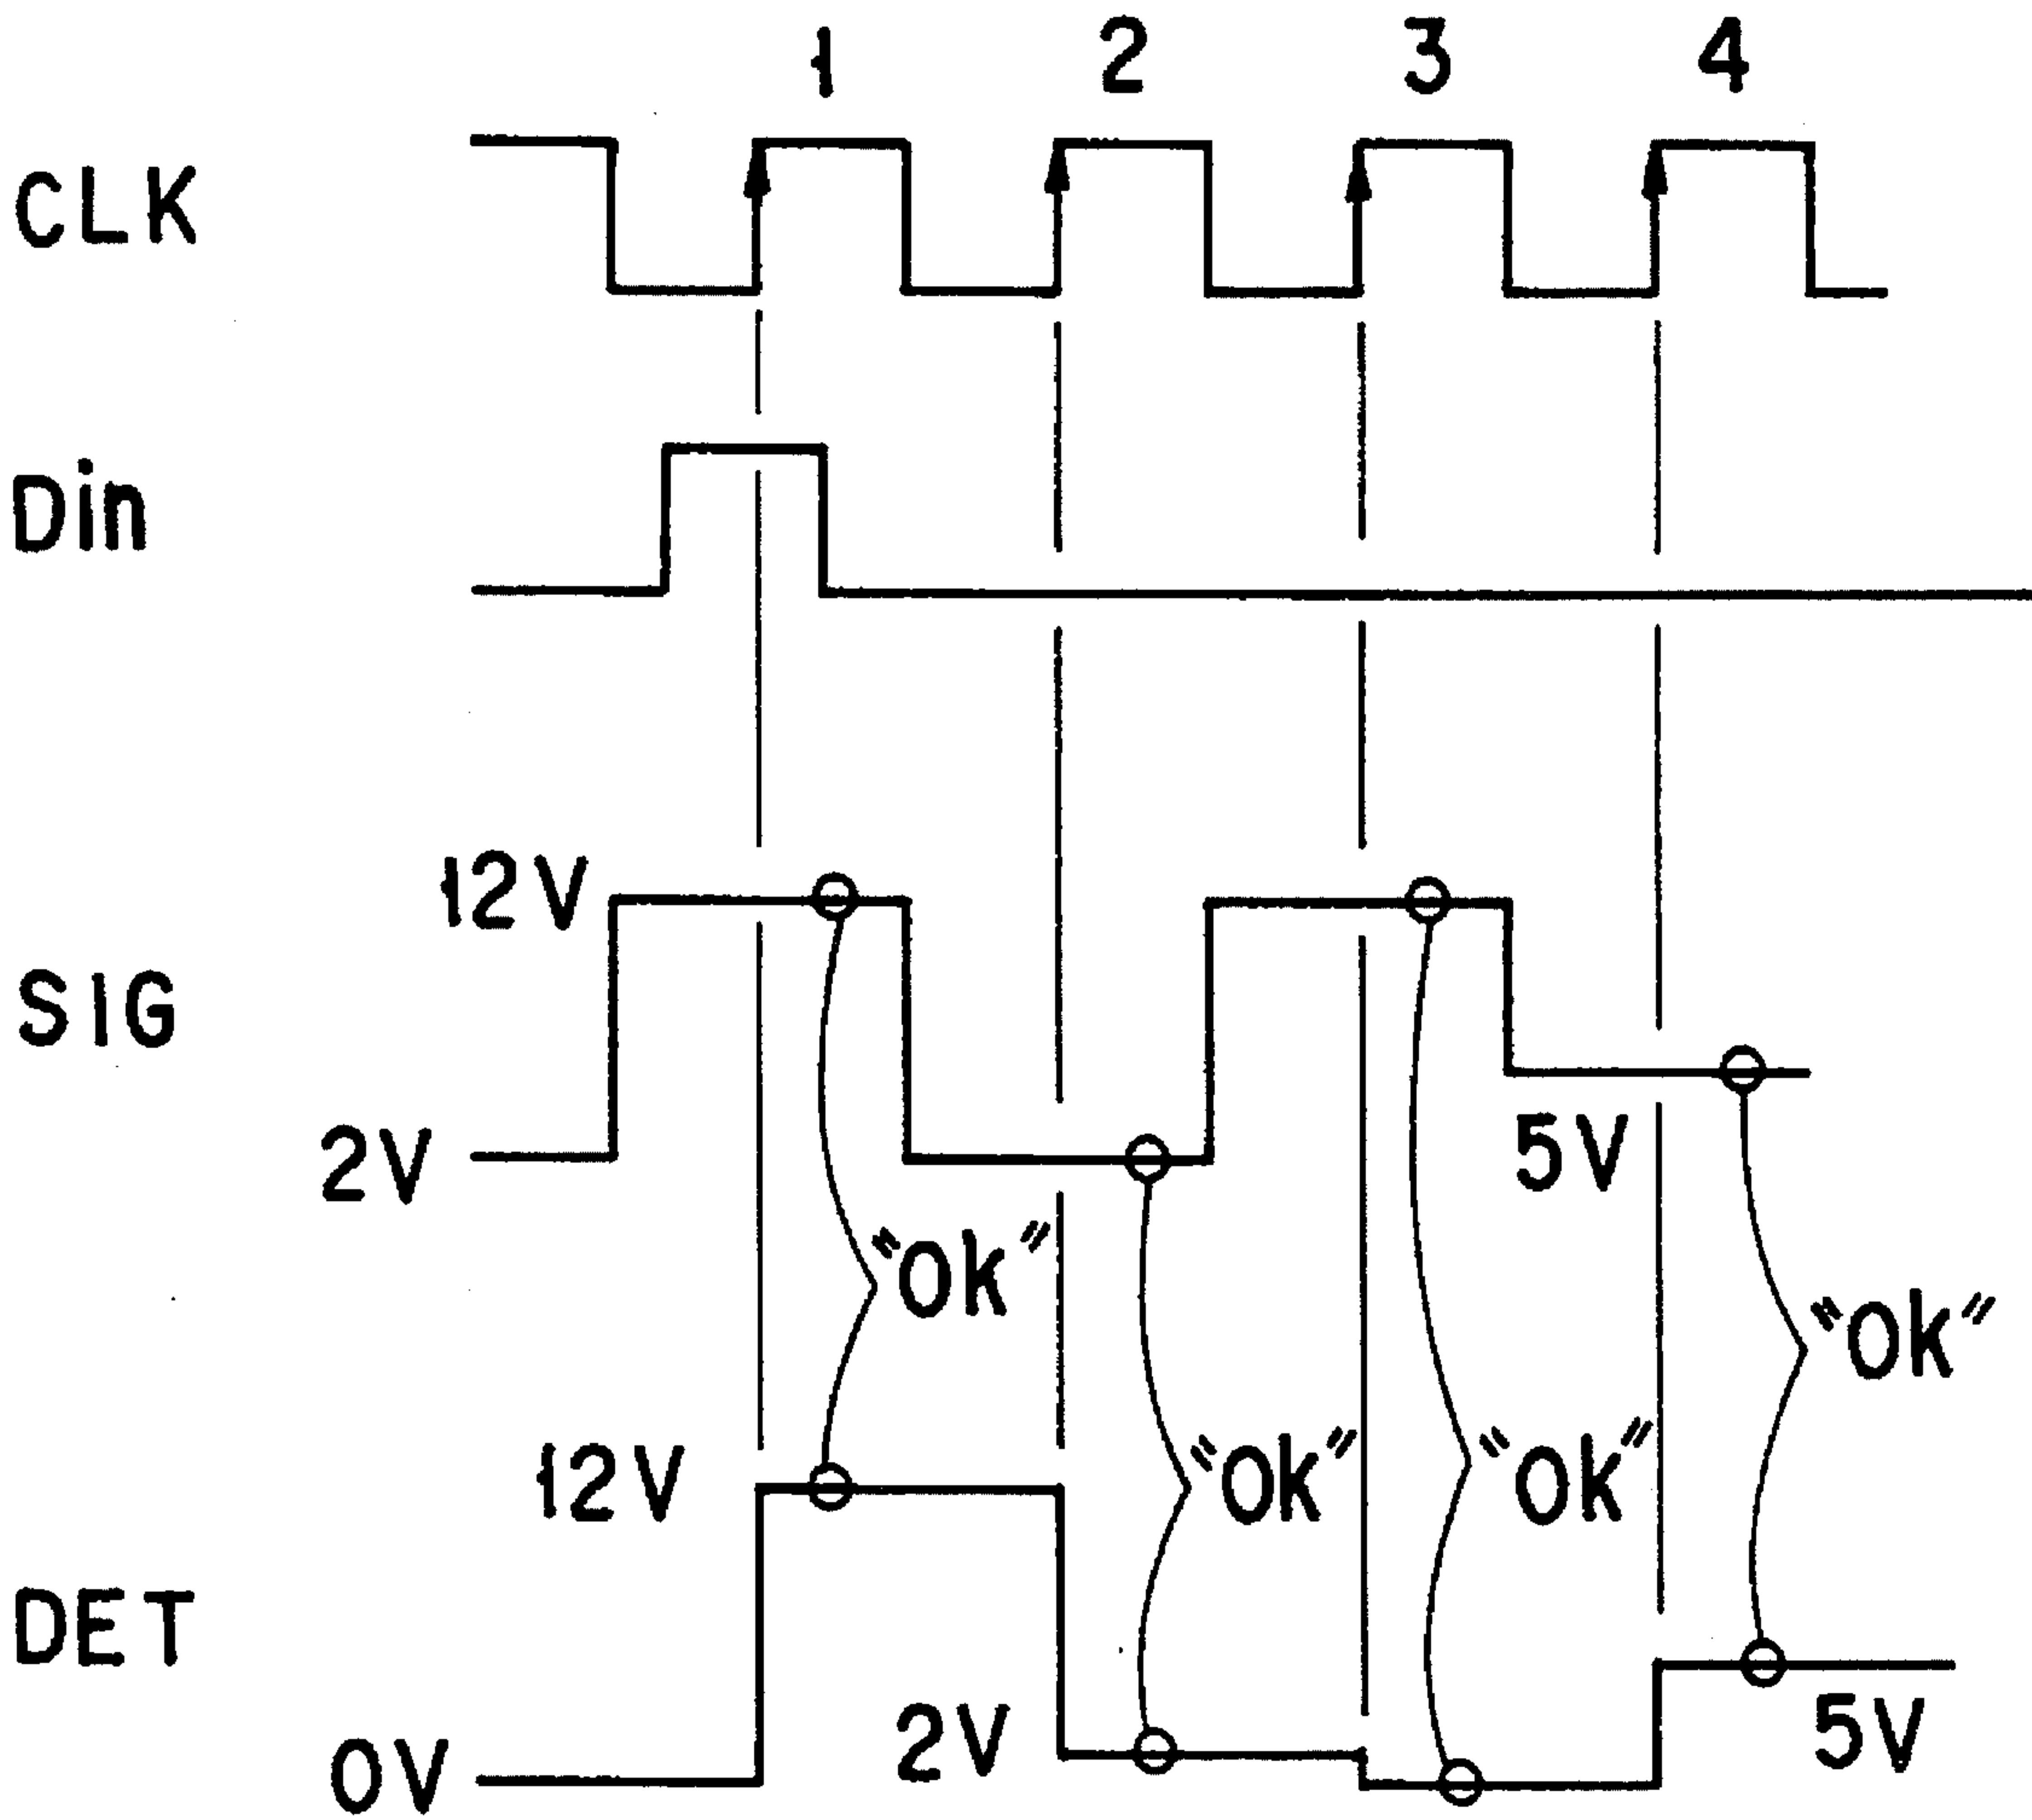 1 2 3 4
CLK
Din
12V
SIG
2V
5V
"Ok"
"Ok"
"Ok" "Ok"
12V
DET
2V
5V
0V